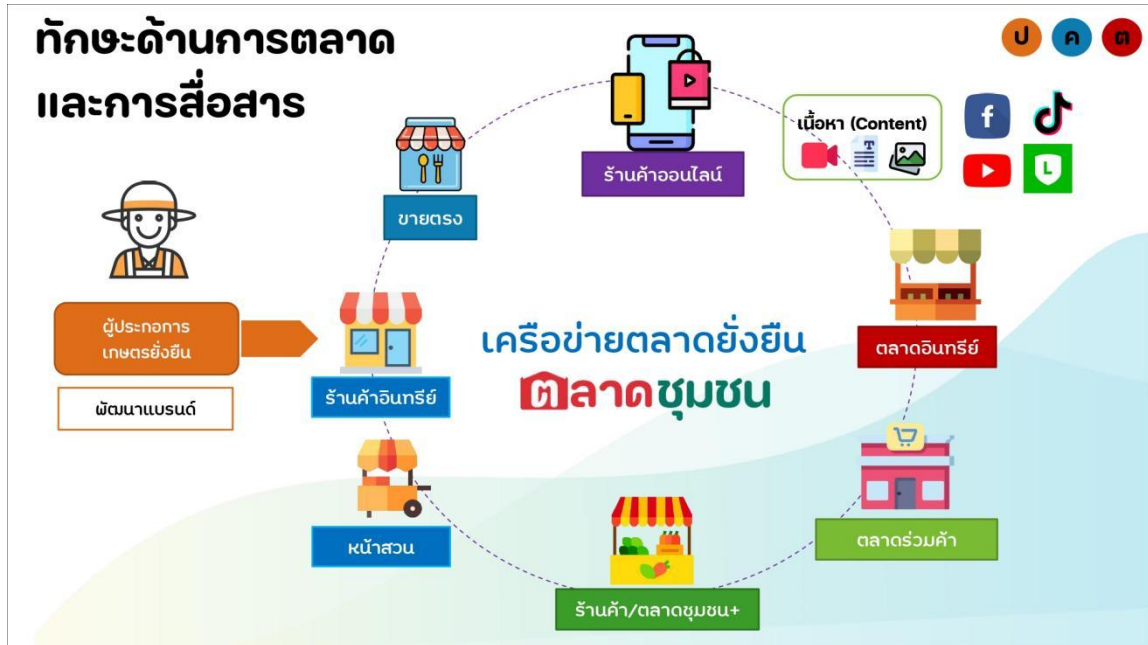 ทักษะด้านการตลาด
และการสื่อสาร
ป ค ต
เนื้อหา (Content)
ร้านค้าออนไลน์
ขายตรง
ผู้ประกอการ
เกษตรยั่งยืน
พัฒนาแบรนด์
ร้านค้าอินทรีย์
เครือข่ายตลาดยั่งยืน
ตลาดชุมชน
ตลาดอินทรีย์
หน้าสวน
ตลาดร่วมค้า
ร้านค้า/ตลาดชุมชน+